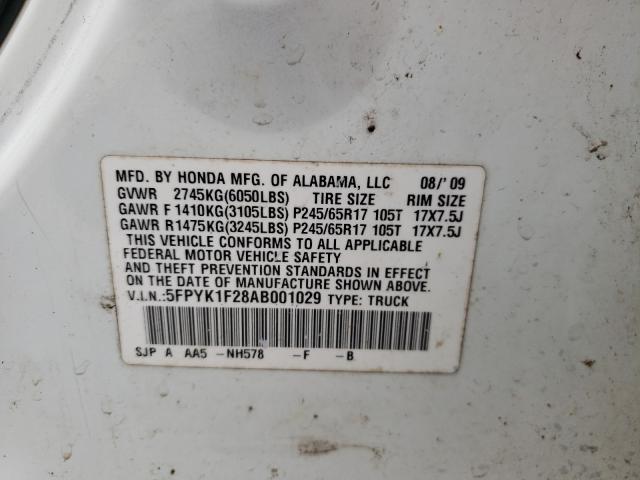 MFD. BY HONDA MFG. OF ALABAMA, LLC 08/'09
GVWR 2745KG(6050LBS) TIRE SIZE RIM SIZE
GAWR F 1410KG(3105LBS) P245/65R17 105T 17X7.5J
GAWR R1475KG(3245LBS) P245/65R17 105T 17X7.5J
THIS VEHICLE CONFORMS TO ALL APPLICABLE
FEDERAL MOTOR VEHICLE SAFETY
AND THEFT PREVENTION STANDARDS IN EFFECT
ON THE DATE OF MANUFACTURE SHOWN ABOVE.
V.I.N.:5FPYK1F28AB001029 TYPE: TRUCK
SJP A AA5 -NH578 -F -B